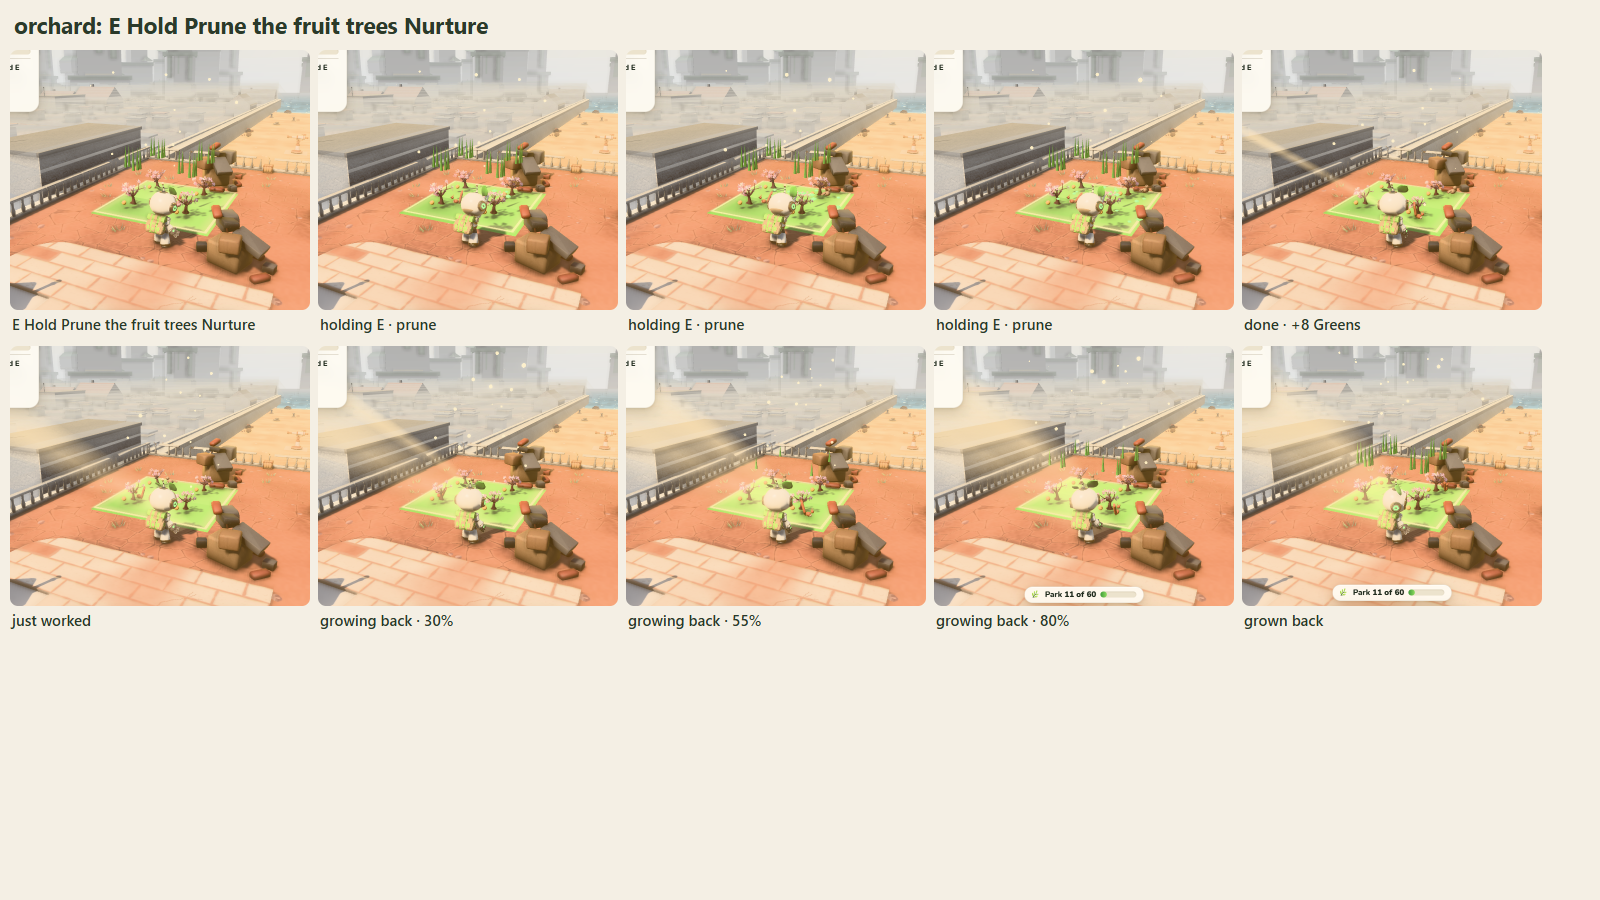 orchard: E Hold Prune the fruit trees Nurture
d E
d E
d E
d E
d E
E Hold Prune the fruit trees Nurture
holding E · prune
holding E · prune
holding E · prune
done · +8 Greens
d E
d E
d E
d E
d E
Park 11 of 60
Park 11 of 60
just worked
growing back · 30%
growing back · 55%
growing back · 80%
grown back